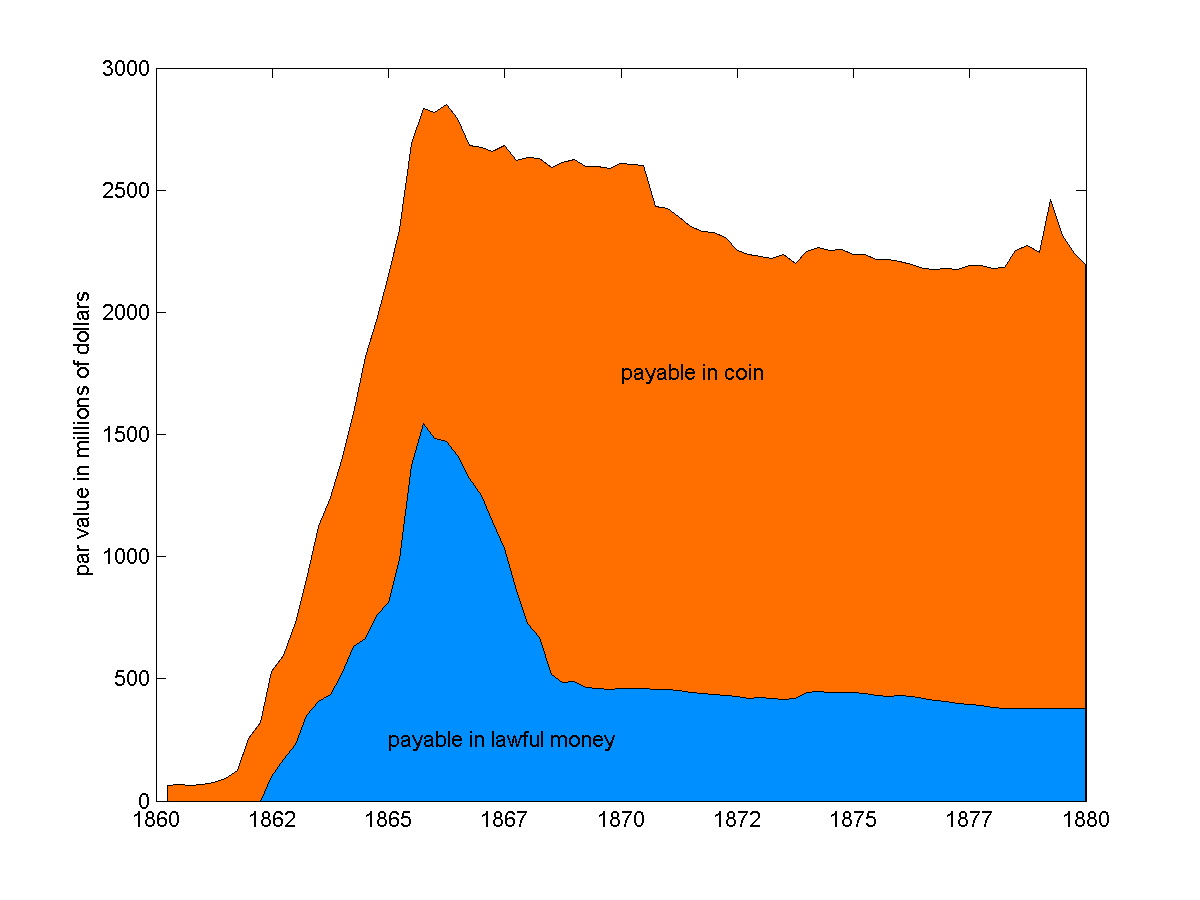 3000
2500
2000
1500
1000
500
0
par value in millions of dollars
payable in coin
payable in lawful money
1860 1862 1865 1867 1870 1872 1875 1877 1880